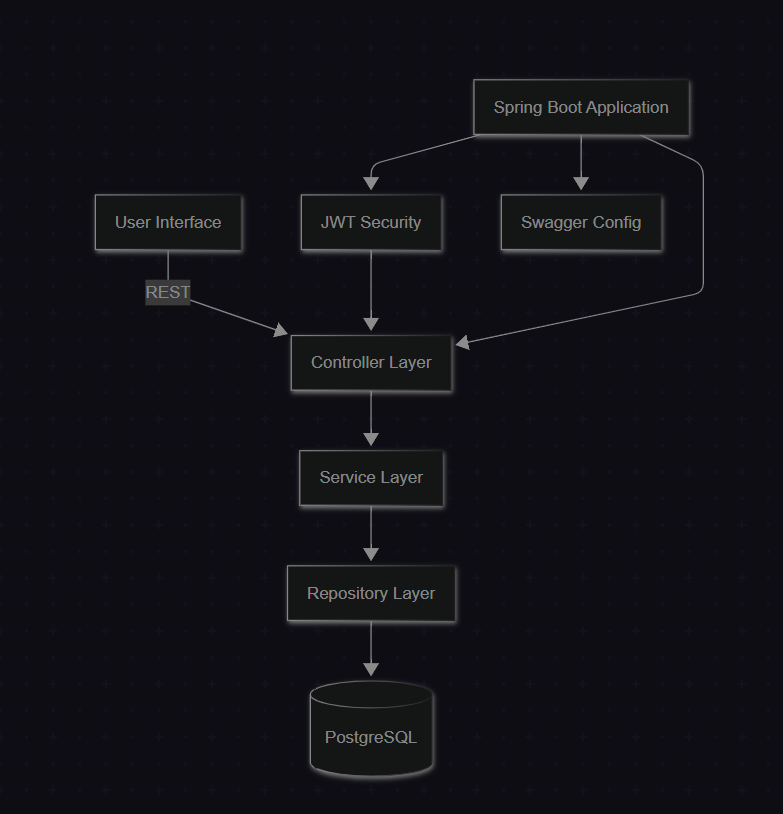 Spring Boot Application
User Interface
JWT Security
Swagger Config
REST
Controller Layer
Service Layer
Repository Layer
PostgreSQL